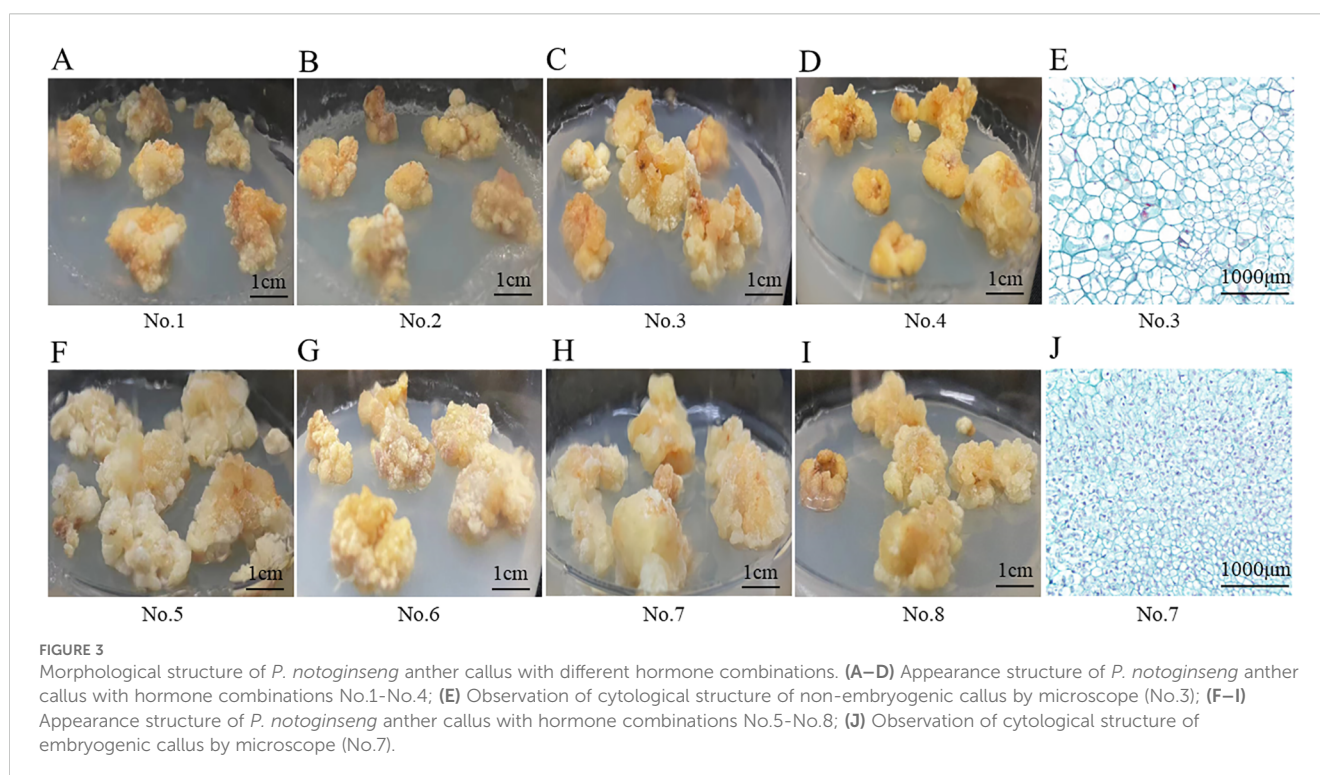 A B C D E
1cm 1cm 1cm 1cm 1000μm
No.1 No.2 No.3 No.4 No.3
F G H I J
1cm 1cm 1cm 1cm 1000μm
No.5 No.6 No.7 No.8 No.7
FIGURE 3
Morphological structure of P. notoginseng anther callus with different hormone combinations. (A–D) Appearance structure of P. notoginseng anther
callus with hormone combinations No.1-No.4; (E) Observation of cytological structure of non-embryogenic callus by microscope (No.3); (F–I)
Appearance structure of P. notoginseng anther callus with hormone combinations No.5-No.8; (J) Observation of cytological structure of
embryogenic callus by microscope (No.7).